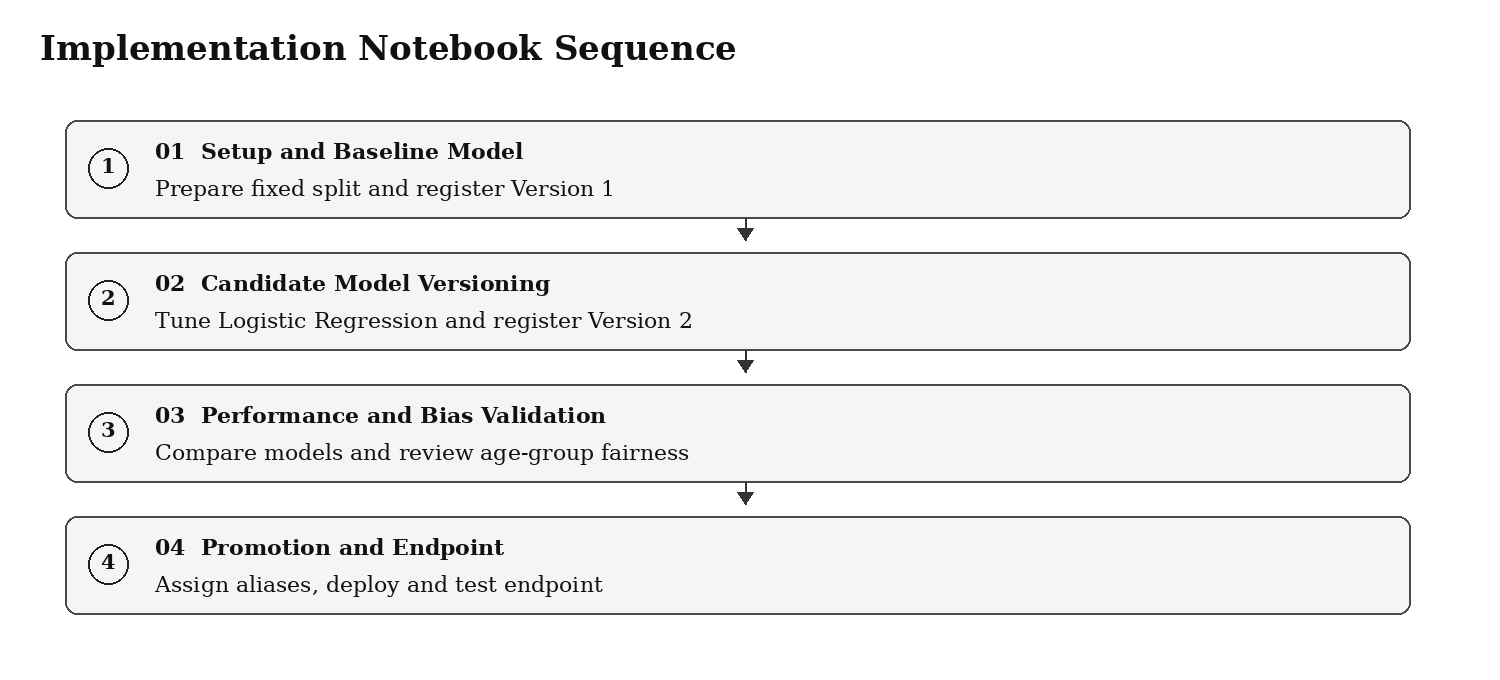 Implementation Notebook Sequence
1
01 Setup and Baseline Model
Prepare fixed split and register Version 1
2
02 Candidate Model Versioning
Tune Logistic Regression and register Version 2
3
03 Performance and Bias Validation
Compare models and review age-group fairness
4
04 Promotion and Endpoint
Assign aliases, deploy and test endpoint